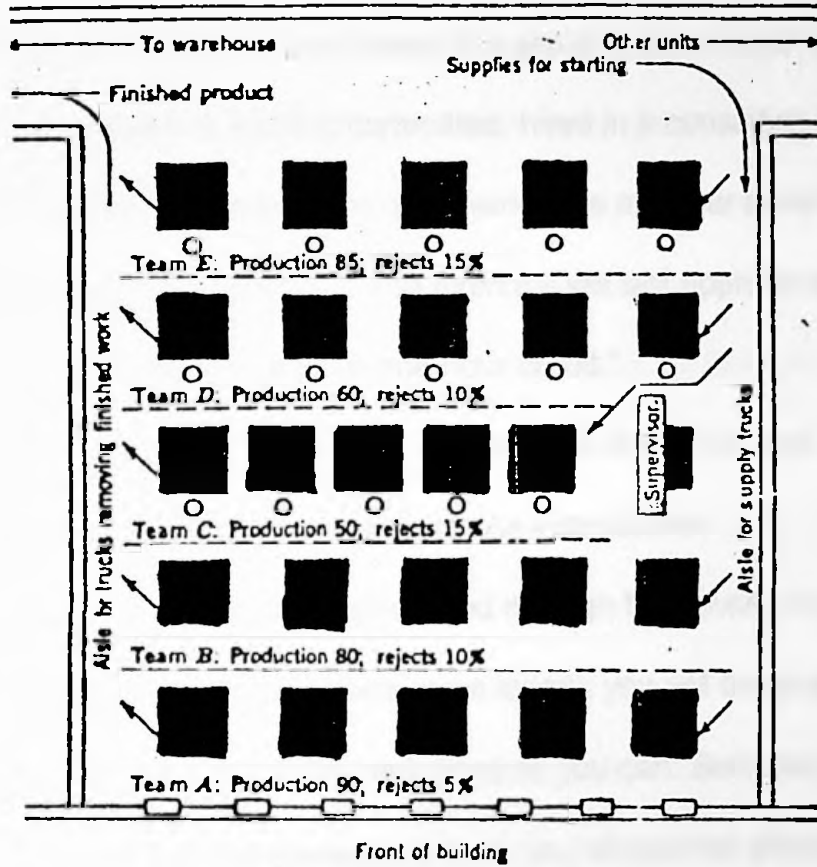 To warehouse
Other units
Supplies for starting
Finished product
Team E: Production 85; rejects 15%
Team D: Production 60; rejects 10%
Aisle for trucks removing finished work
Supervisor
Aisle for supply trucks
Team C: Production 50; rejects 15%
Team B: Production 80; rejects 10%
Team A: Production 90; rejects 5%
Front of building